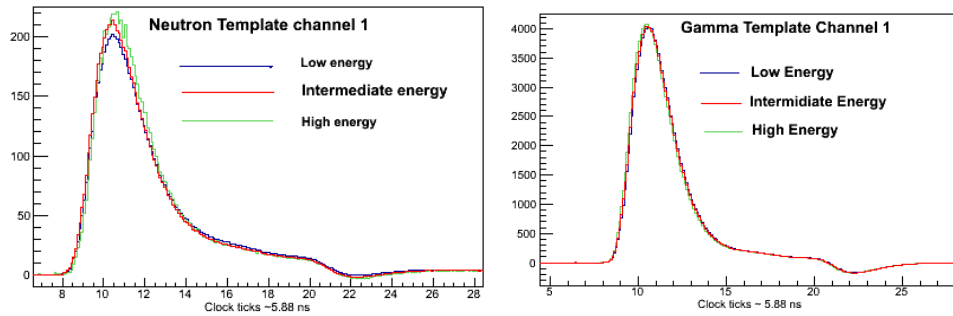 Neutron Template channel 1
Low energy
Intermediate energy
High energy
200
150
100
50
0
8 10 12 14 16 18 20 22 24 26 28
Clock ticks ~5.88 ns
Gamma Template Channel 1
Low Energy
Intermidiate Energy
High Energy
4000
3500
3000
2500
2000
1500
1000
500
0
5 10 15 20 25
Clock ticks ~ 5.88 ns